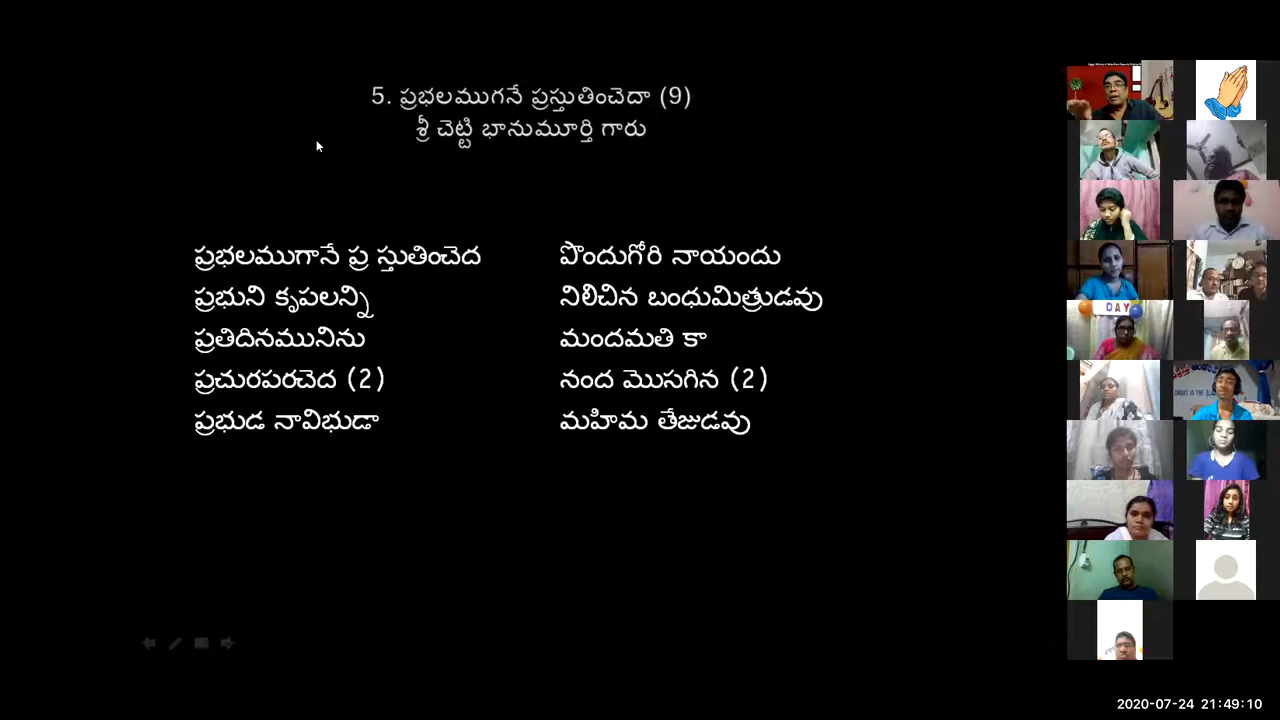 5. ప్రభలముగనే ప్రస్తుతించెదా (9)
శ్రీ చెట్టి భానుమూర్తి గారు
ప్రభలముగానే ప్ర స్తుతించెద
ప్రభుని కృపలన్ని
ప్రతిదినమునిను
ప్రచురపరచెద (2)
ప్రభుడ నావిభుడా
పొందుగోరి నాయందు
నిలిచిన బంధుమిత్రుడవు
మందమతి కా
నంద మొసగిన (2)
మహిమ తేజుడవు
DAY
2020-07-24 21:49:10